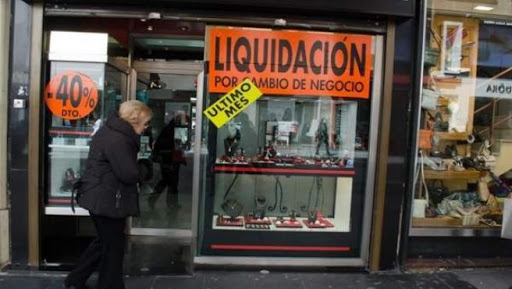 LIQUIDACIÓN
POR CAMBIO DE NEGOCIO
ULTIMO
MES
-40%
DTO.